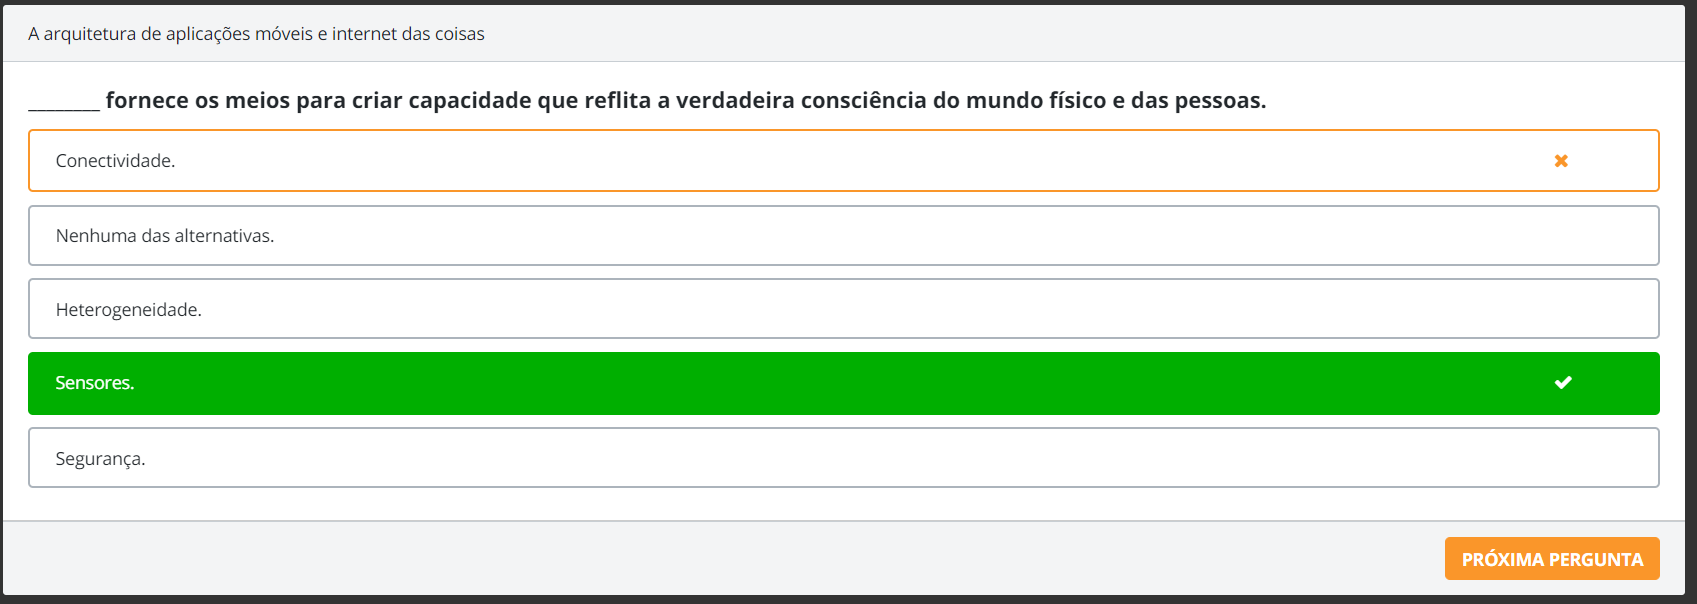 A arquitetura de aplicações móveis e internet das coisas
________ fornece os meios para criar capacidade que reflita a verdadeira consciência do mundo físico e das pessoas.
Conectividade.
Nenhuma das alternativas.
Heterogeneidade.
Sensores.
Segurança.
PRÓXIMA PERGUNTA